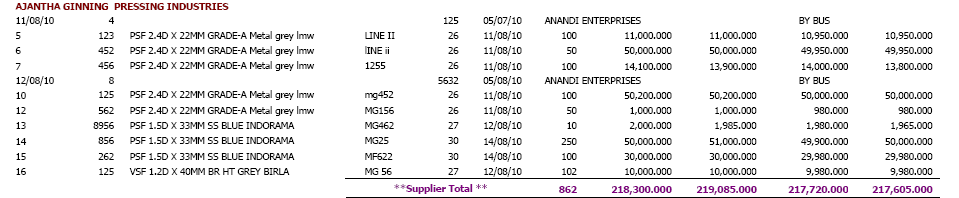 AJANTHA GINNING PRESSING INDUSTRIES
11/08/10 4 125 05/07/10 ANANDI ENTERPRISES BY BUS
5 123 PSF 2.4D X 22MM GRADE-A Metal grey lmw LINE II 26 11/08/10 100 11,000.000 11,000.000 10,950.000 10,950.000
6 452 PSF 2.4D X 22MM GRADE-A Metal grey lmw lINE ii 26 11/08/10 50 50,000.000 50,000.000 49,950.000 49,950.000
7 456 PSF 2.4D X 22MM GRADE-A Metal grey lmw 1255 26 11/08/10 100 14,100.000 13,900.000 14,000.000 13,800.000
12/08/10 8 5632 05/08/10 ANANDI ENTERPRISES BY BUS
10 125 PSF 2.4D X 22MM GRADE-A Metal grey lmw mg452 26 11/08/10 100 50,200.000 50,200.000 50,000.000 50,000.000
12 562 PSF 2.4D X 22MM GRADE-A Metal grey lmw MG156 26 11/08/10 50 1,000.000 1,000.000 980.000 980.000
13 8956 PSF 1.5D X 33MM SS BLUE INDORAMA MG462 27 12/08/10 10 2,000.000 1,985.000 1,980.000 1,965.000
14 856 PSF 1.5D X 33MM SS BLUE INDORAMA MG25 30 14/08/10 250 50,000.000 51,000.000 49,900.000 50,000.000
15 262 PSF 1.5D X 33MM SS BLUE INDORAMA MF622 30 14/08/10 100 30,000.000 30,000.000 29,980.000 29,980.000
16 125 VSF 1.2D X 40MM BR HT GREY BIRLA MG 56 27 12/08/10 102 10,000.000 10,000.000 9,980.000 9,980.000
**Supplier Total ** 862 218,300.000 219,085.000 217,720.000 217,605.000